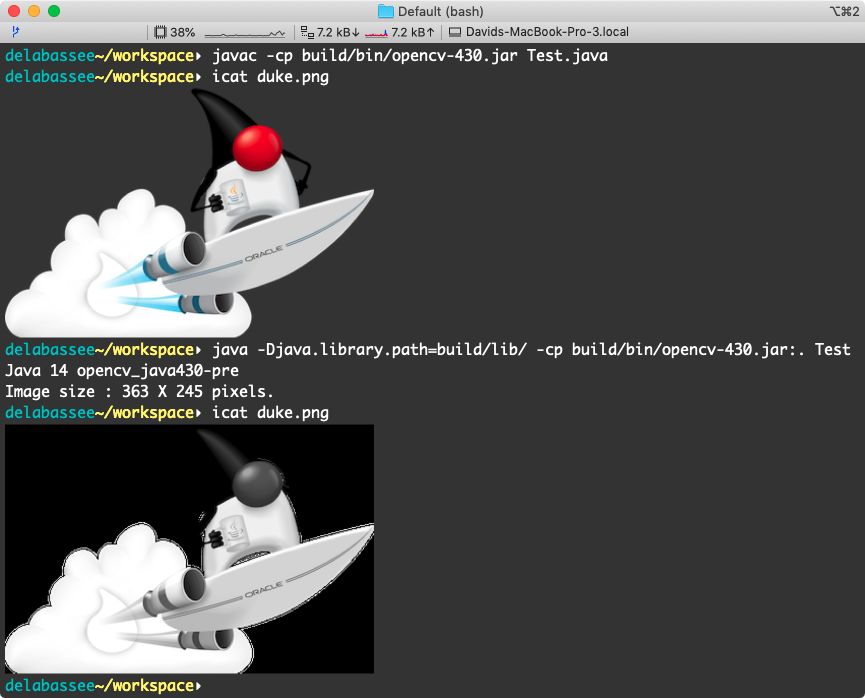 Default (bash)
⌥⌘2
38% 7.2 kB↓ 7.2 kB↑ Davids-MacBook-Pro-3.local
delabassee~/workspace‣ javac -cp build/bin/opencv-430.jar Test.java
delabassee~/workspace‣ icat duke.png
ORACLE
delabassee~/workspace‣ java -Djava.library.path=build/lib/ -cp build/bin/opencv-430.jar:. Test
Java 14 opencv_java430-pre
Image size : 363 X 245 pixels.
delabassee~/workspace‣ icat duke.png
ORACLE
delabassee~/workspace‣